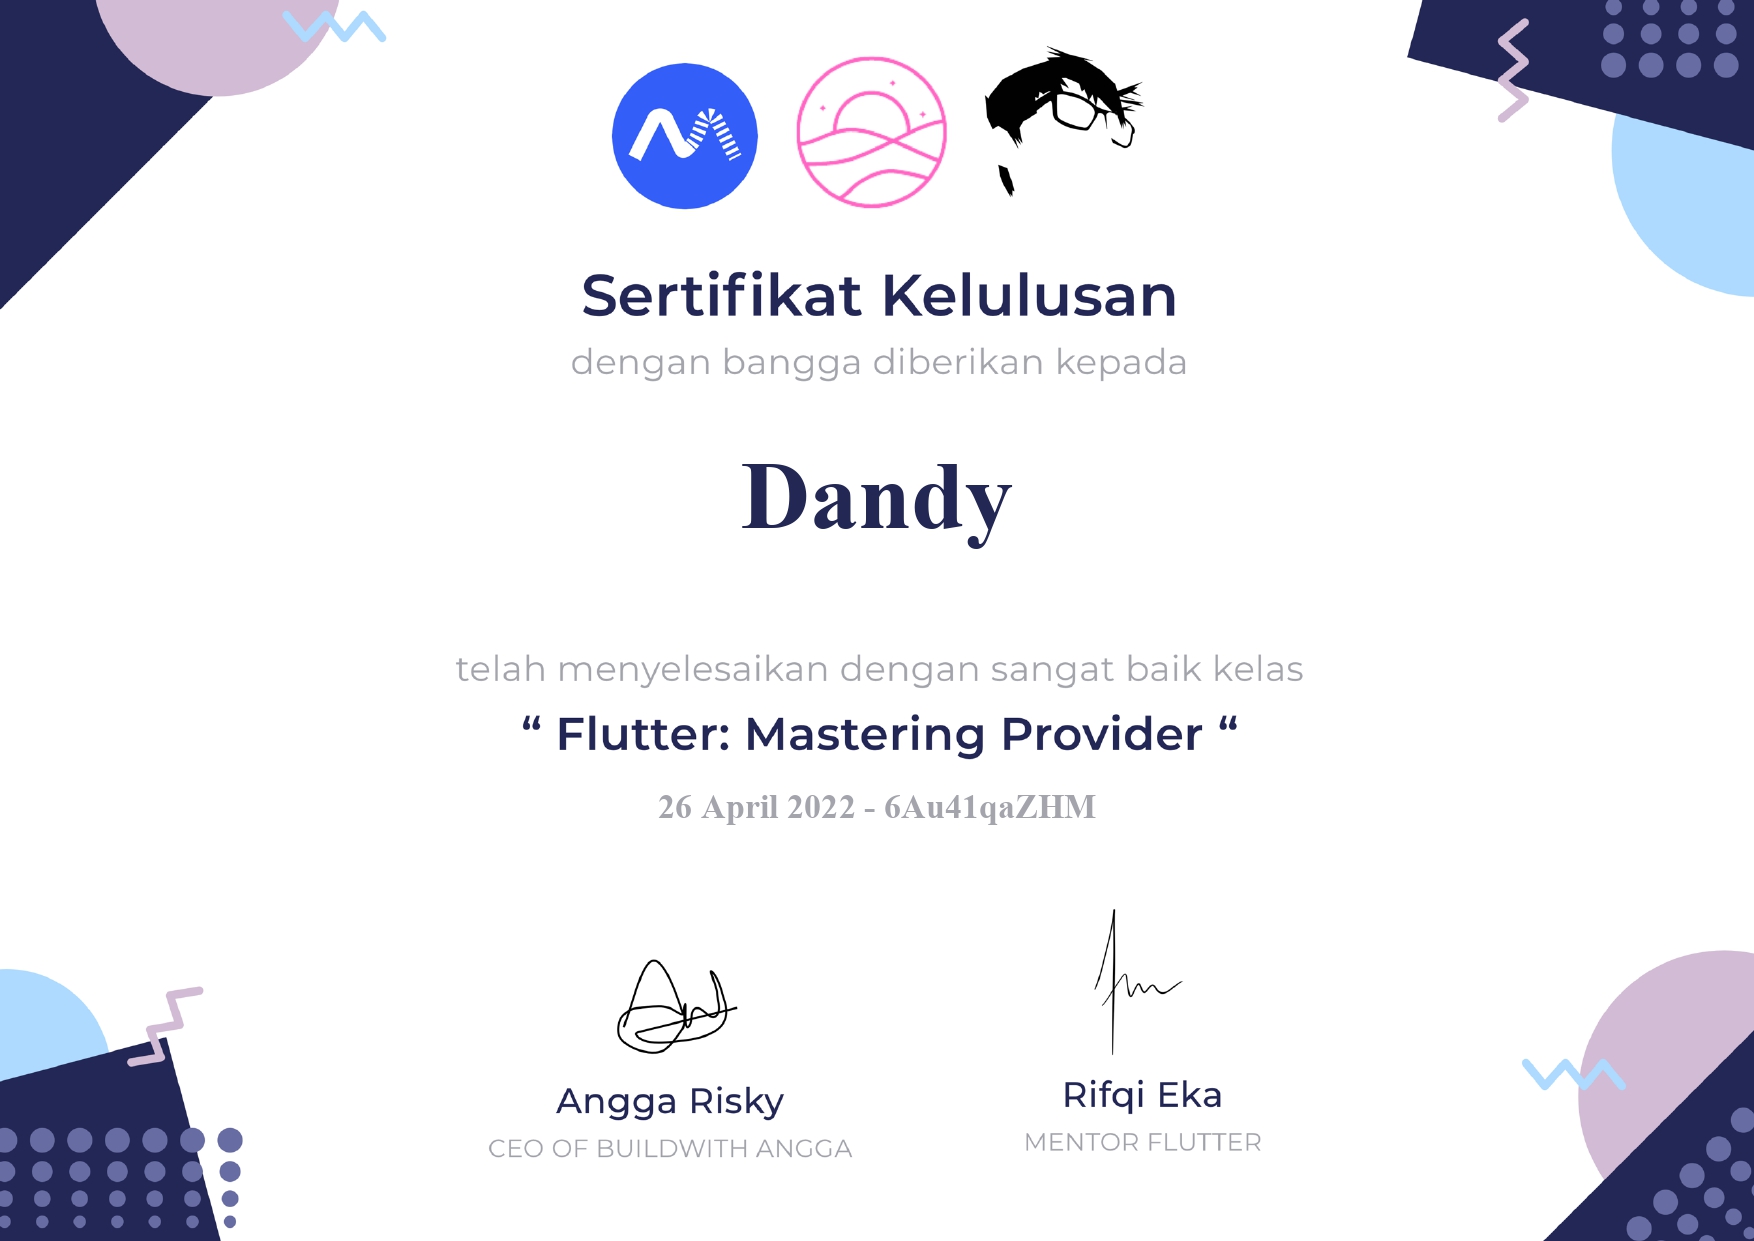 Sertifikat Kelulusan
dengan bangga diberikan kepada
Dandy
telah menyelesaikan dengan sangat baik kelas
“ Flutter: Mastering Provider “
26 April 2022 - 6Au41qaZHM
Angga Risky
CEO OF BUILDWITH ANGGA
Rifqi Eka
MENTOR FLUTTER